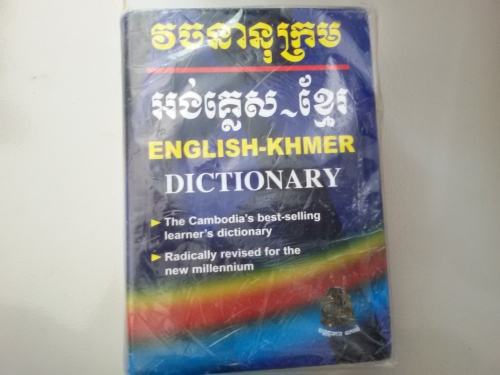 វចនានុក្រម
អង់គ្លេស~ខ្មែរ
ENGLISH-KHMER
DICTIONARY
The Cambodia's best-selling
learner's dictionary
Radically revised for the
new millennium